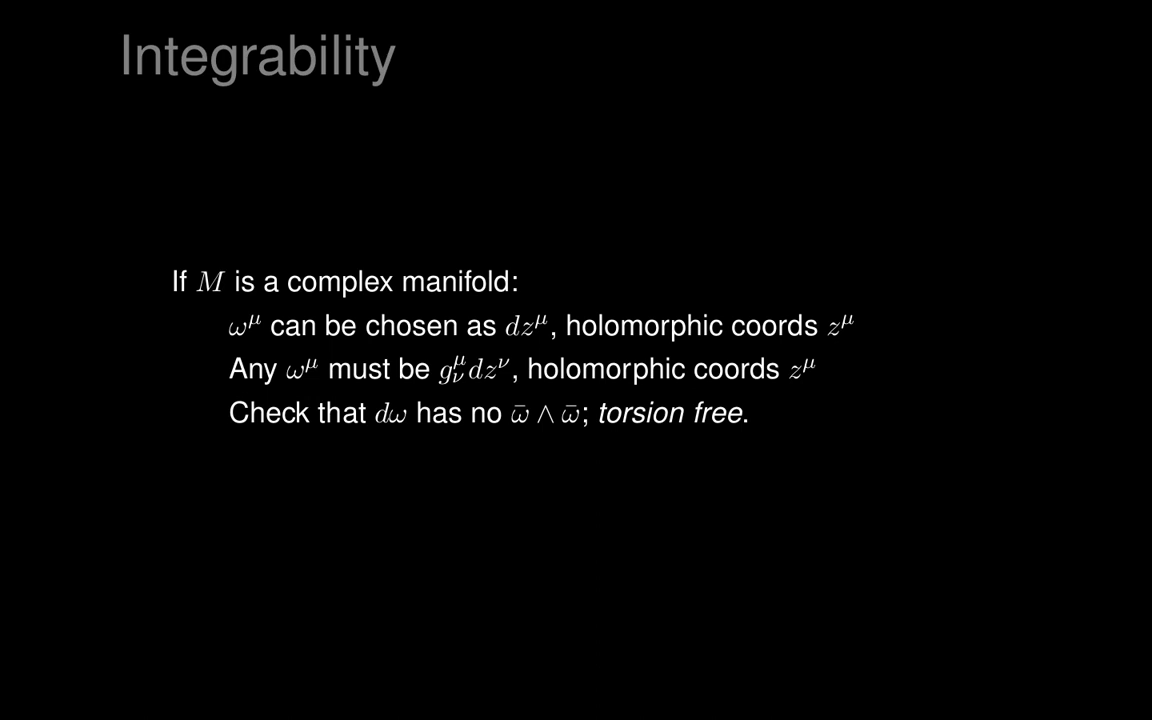 Integrability
If M is a complex manifold:
ω^μ can be chosen as dz^μ, holomorphic coords z^μ
Any ω^μ must be g^μ_ν dz^ν, holomorphic coords z^μ
Check that dω has no ω̄ ∧ ω̄; torsion free.